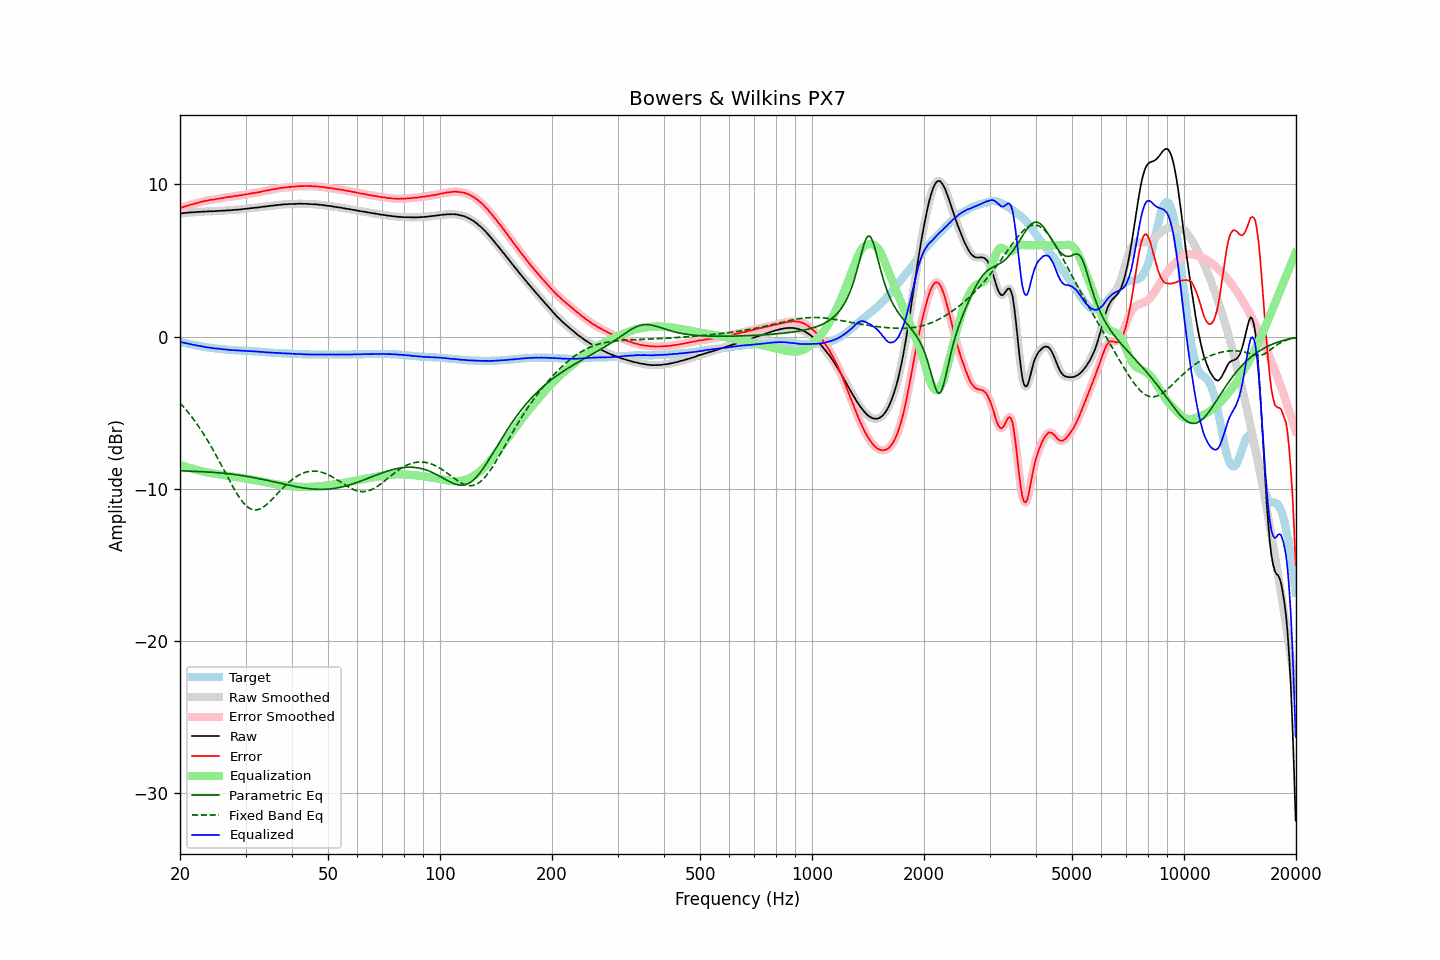 Bowers & Wilkins PX7
Amplitude (dBr)
10
0
−10
−20
−30
Target
Raw Smoothed
Error Smoothed
Raw
Error
Equalization
Parametric Eq
Fixed Band Eq
Equalized
20 50 100 200 500 1000 2000 5000 10000 20000
Frequency (Hz)